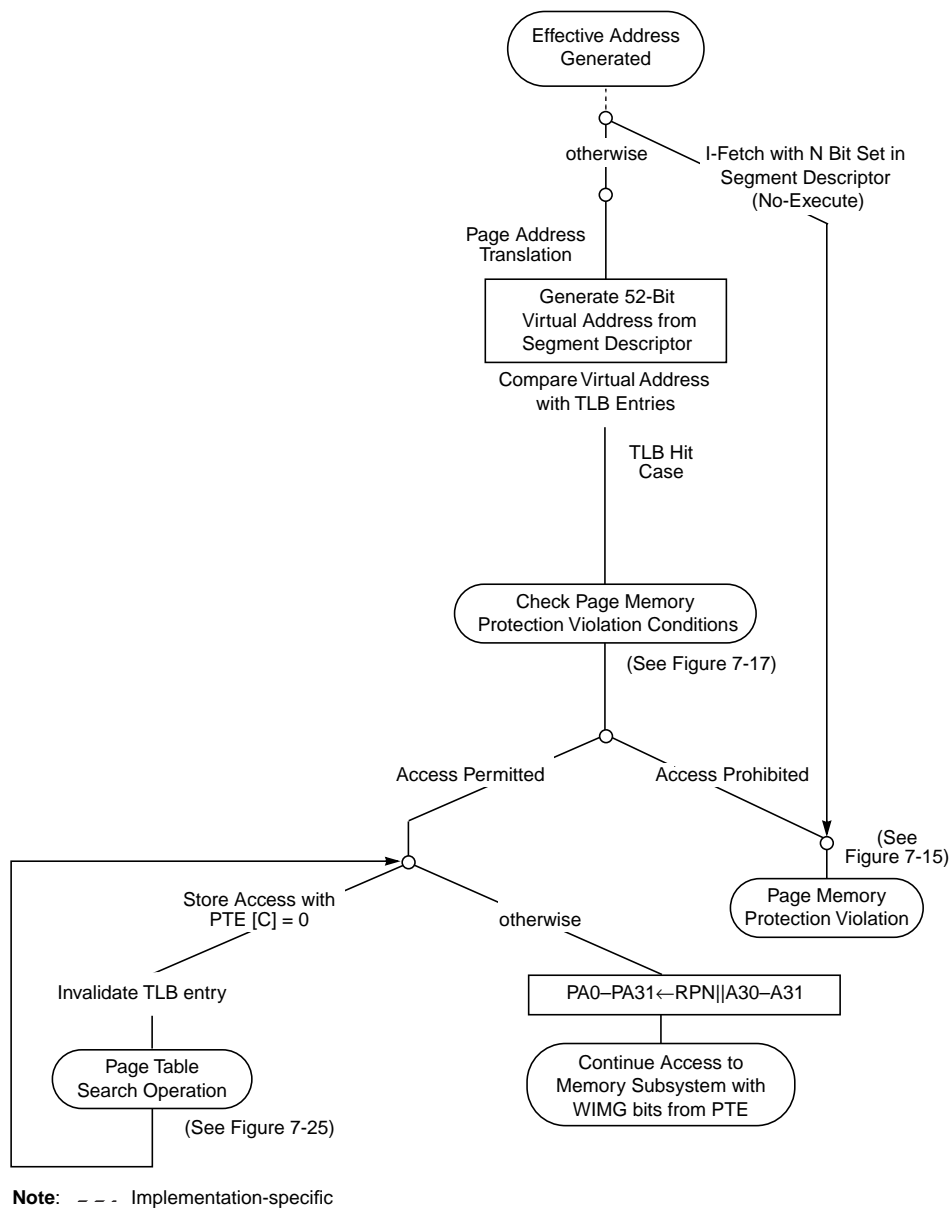 Effective Address
Generated
otherwise
I-Fetch with N Bit Set in
Segment Descriptor
(No-Execute)
Page Address
Translation
Generate 52-Bit
Virtual Address from
Segment Descriptor
Compare Virtual Address
with TLB Entries
TLB Hit
Case
Check Page Memory
Protection Violation Conditions
(See Figure 7-17)
Access Permitted
Access Prohibited
(See
Figure 7-15)
Page Memory
Protection Violation
Store Access with
PTE [C] = 0
otherwise
Invalidate TLB entry
PA0–PA31←RPN||A30–A31
Page Table
Search Operation
(See Figure 7-25)
Continue Access to
Memory Subsystem with
WIMG bits from PTE
Note: Implementation-specific